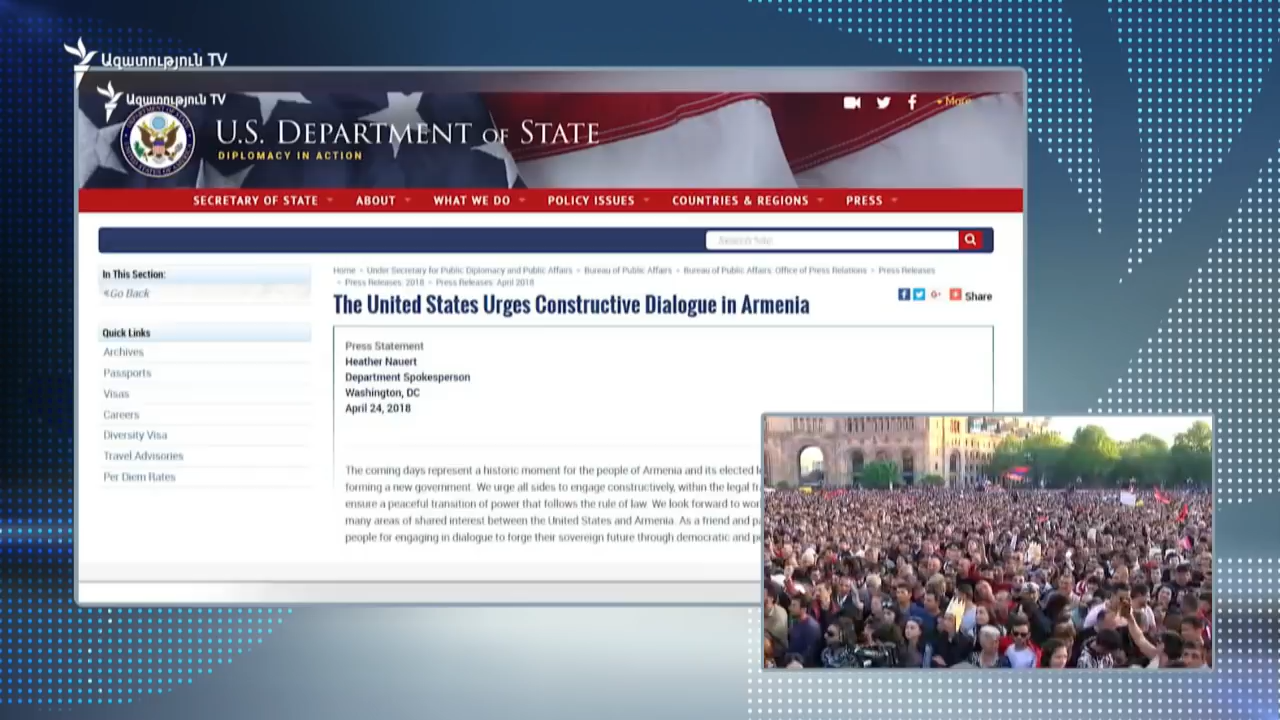 Ազատություն TV
Ազատություն TV
U.S. DEPARTMENT OF STATE
DIPLOMACY IN ACTION
More
SECRETARY OF STATE ABOUT WHAT WE DO POLICY ISSUES COUNTRIES & REGIONS PRESS
In This Section:
«Go Back
Quick Links
Archives
Passports
Visas
Careers
Diversity Visa
Travel Advisories
Per Diem Rates
Home > Under Secretary for Public Diplomacy and Public Affairs > Bureau of Public Affairs > Bureau of Public Affairs: Office of Press Relations > Press Releases
> Press Releases: 2018 > Press Releases: April 2018
The United States Urges Constructive Dialogue in Armenia
Share
Press Statement
Heather Nauert
Department Spokesperson
Washington, DC
April 24, 2018
The coming days represent a historic moment for the people of Armenia and its elected
forming a new government. We urge all sides to engage constructively, within the legal
ensure a peaceful transition of power that follows the rule of law. We look forward to
many areas of shared interest between the United States and Armenia. As a friend and
people for engaging in dialogue to forge their sovereign future through democratic and